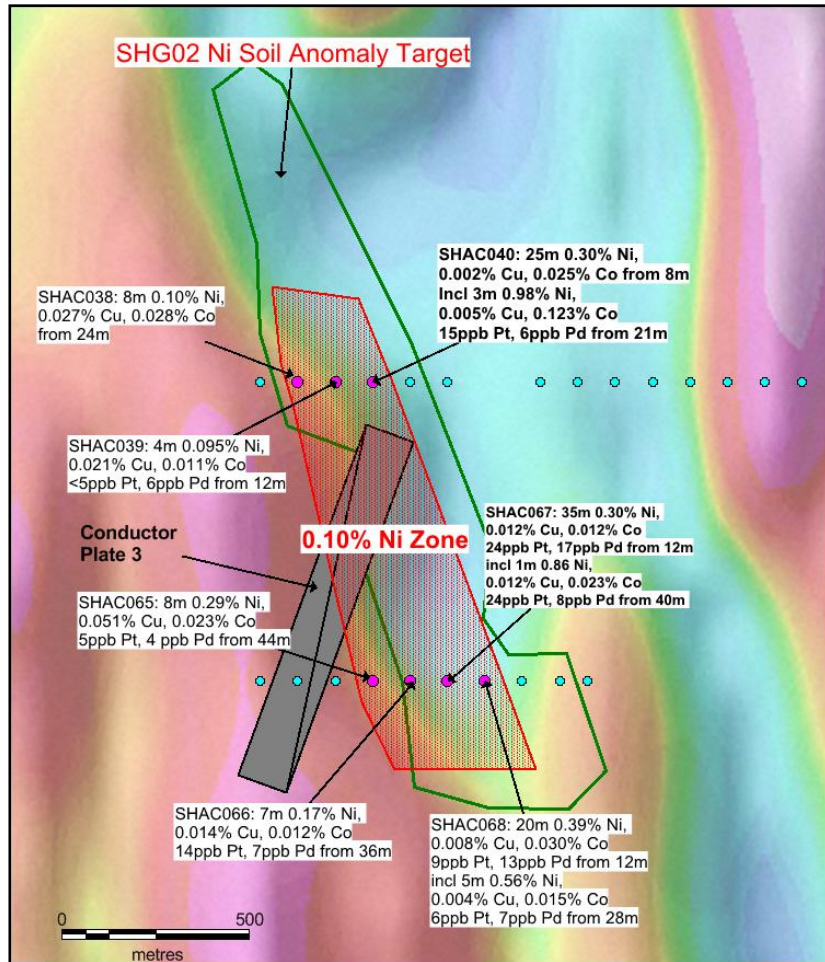 SHG02 Ni Soil Anomaly Target
SHAC040: 25m 0.30% Ni,
0.002% Cu, 0.025% Co from 8m
Incl 3m 0.98% Ni,
0.005% Cu, 0.123% Co
15ppb Pt, 6ppb Pd from 21m
SHAC038: 8m 0.10% Ni,
0.027% Cu, 0.028% Co
from 24m
SHAC039: 4m 0.095% Ni,
0.021% Cu, 0.011% Co
<5ppb Pt, 6ppb Pd from 12m
SHAC067: 35m 0.30% Ni,
0.012% Cu, 0.012% Co
24ppb Pt, 17ppb Pd from 12m
incl 1m 0.86 Ni,
0.012% Cu, 0.023% Co
24ppb Pt, 8ppb Pd from 40m
0.10% Ni Zone
Conductor
Plate 3
SHAC065: 8m 0.29% Ni,
0.051% Cu, 0.023% Co
5ppb Pt, 4 ppb Pd from 44m
SHAC066: 7m 0.17% Ni,
0.014% Cu, 0.012% Co
14ppb Pt, 7ppb Pd from 36m
SHAC068: 20m 0.39% Ni,
0.008% Cu, 0.030% Co
9ppb Pt, 13ppb Pd from 12m
incl 5m 0.56% Ni,
0.004% Cu, 0.015% Co
6ppb Pt, 7ppb Pd from 28m
0 500
metres